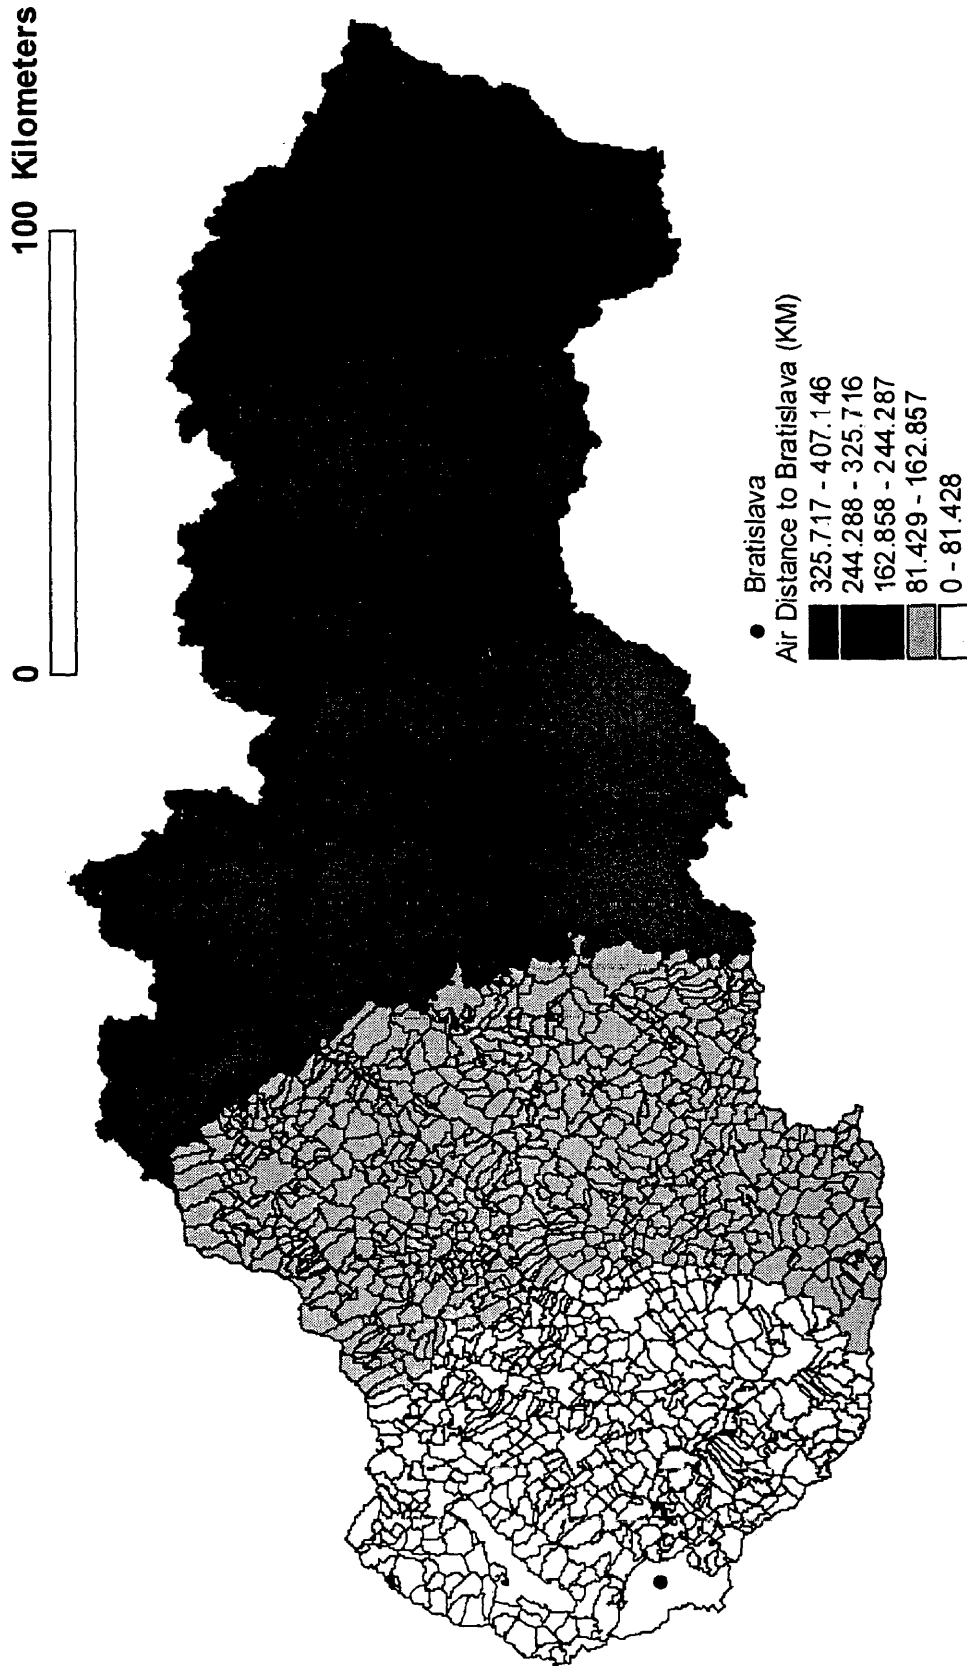 0 100 Kilometers
Bratislava
Air Distance to Bratislava (KM)
325.717 - 407.146
244.288 - 325.716
162.858 - 244.287
81.429 - 162.857
0 - 81.428